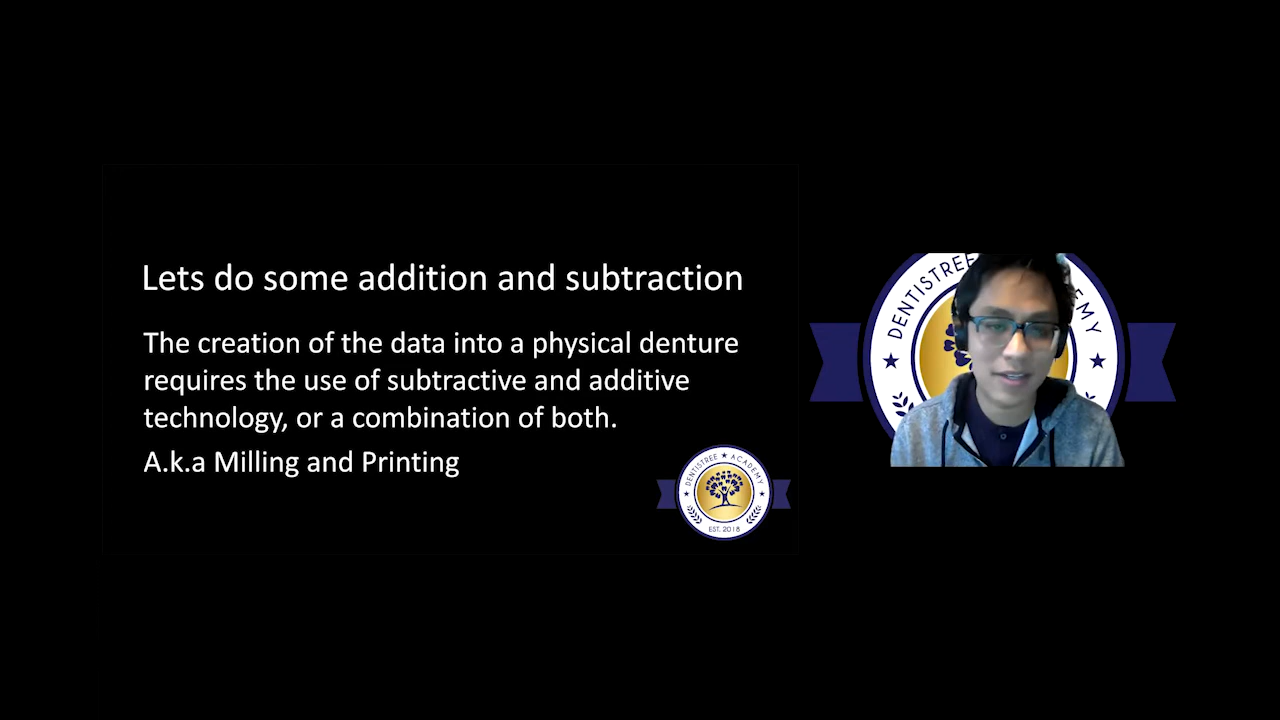 Lets do some addition and subtraction
The creation of the data into a physical denture
requires the use of subtractive and additive
technology, or a combination of both.
A.k.a Milling and Printing
DENTISTREE ★ ACADEMY
EST. 2018
DENTISTREE
EMY